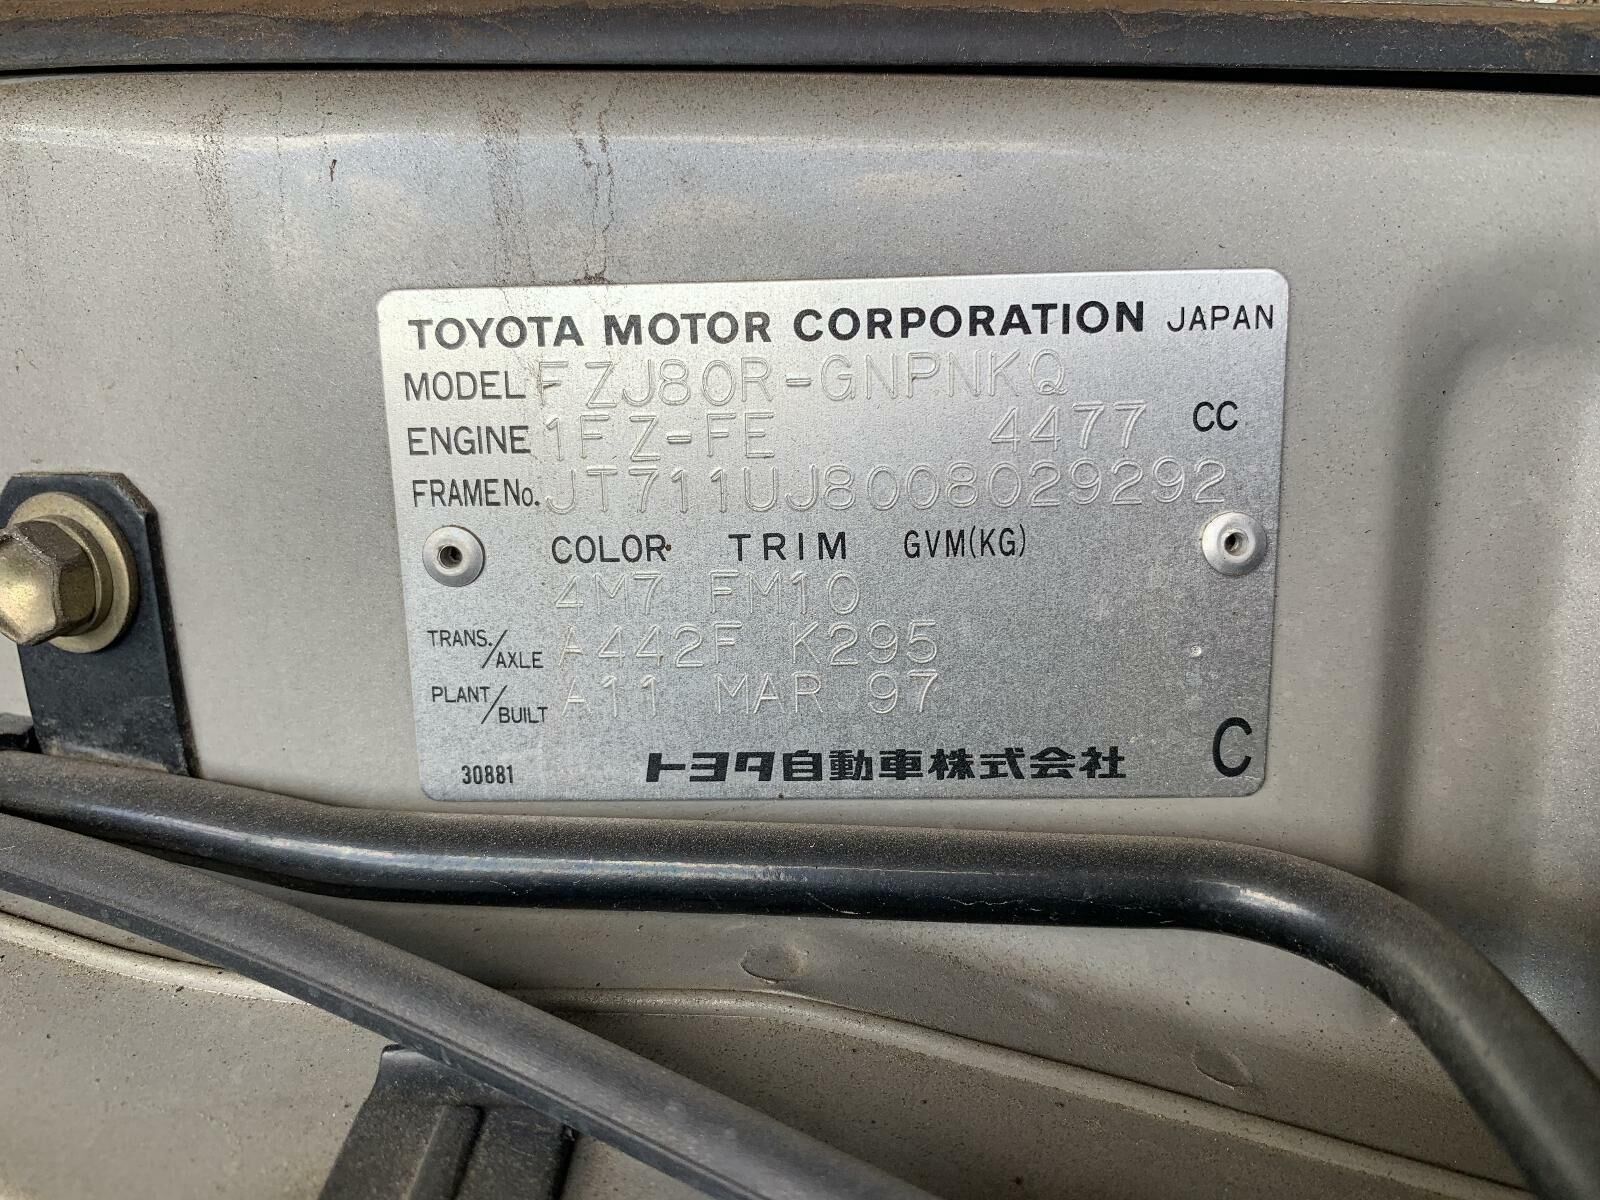 TOYOTA MOTOR CORPORATION JAPAN
MODEL FZJ80R-GNPNKQ
ENGINE 1FZ-FE 4477 CC
FRAME No. JT711UJ8008029292
COLOR TRIM GVM(KG)
4M7 FM10
TRANS./AXLE A442F K295
PLANT/BUILT A11 MAR 97
30881 トヨタ自動車株式会社 C